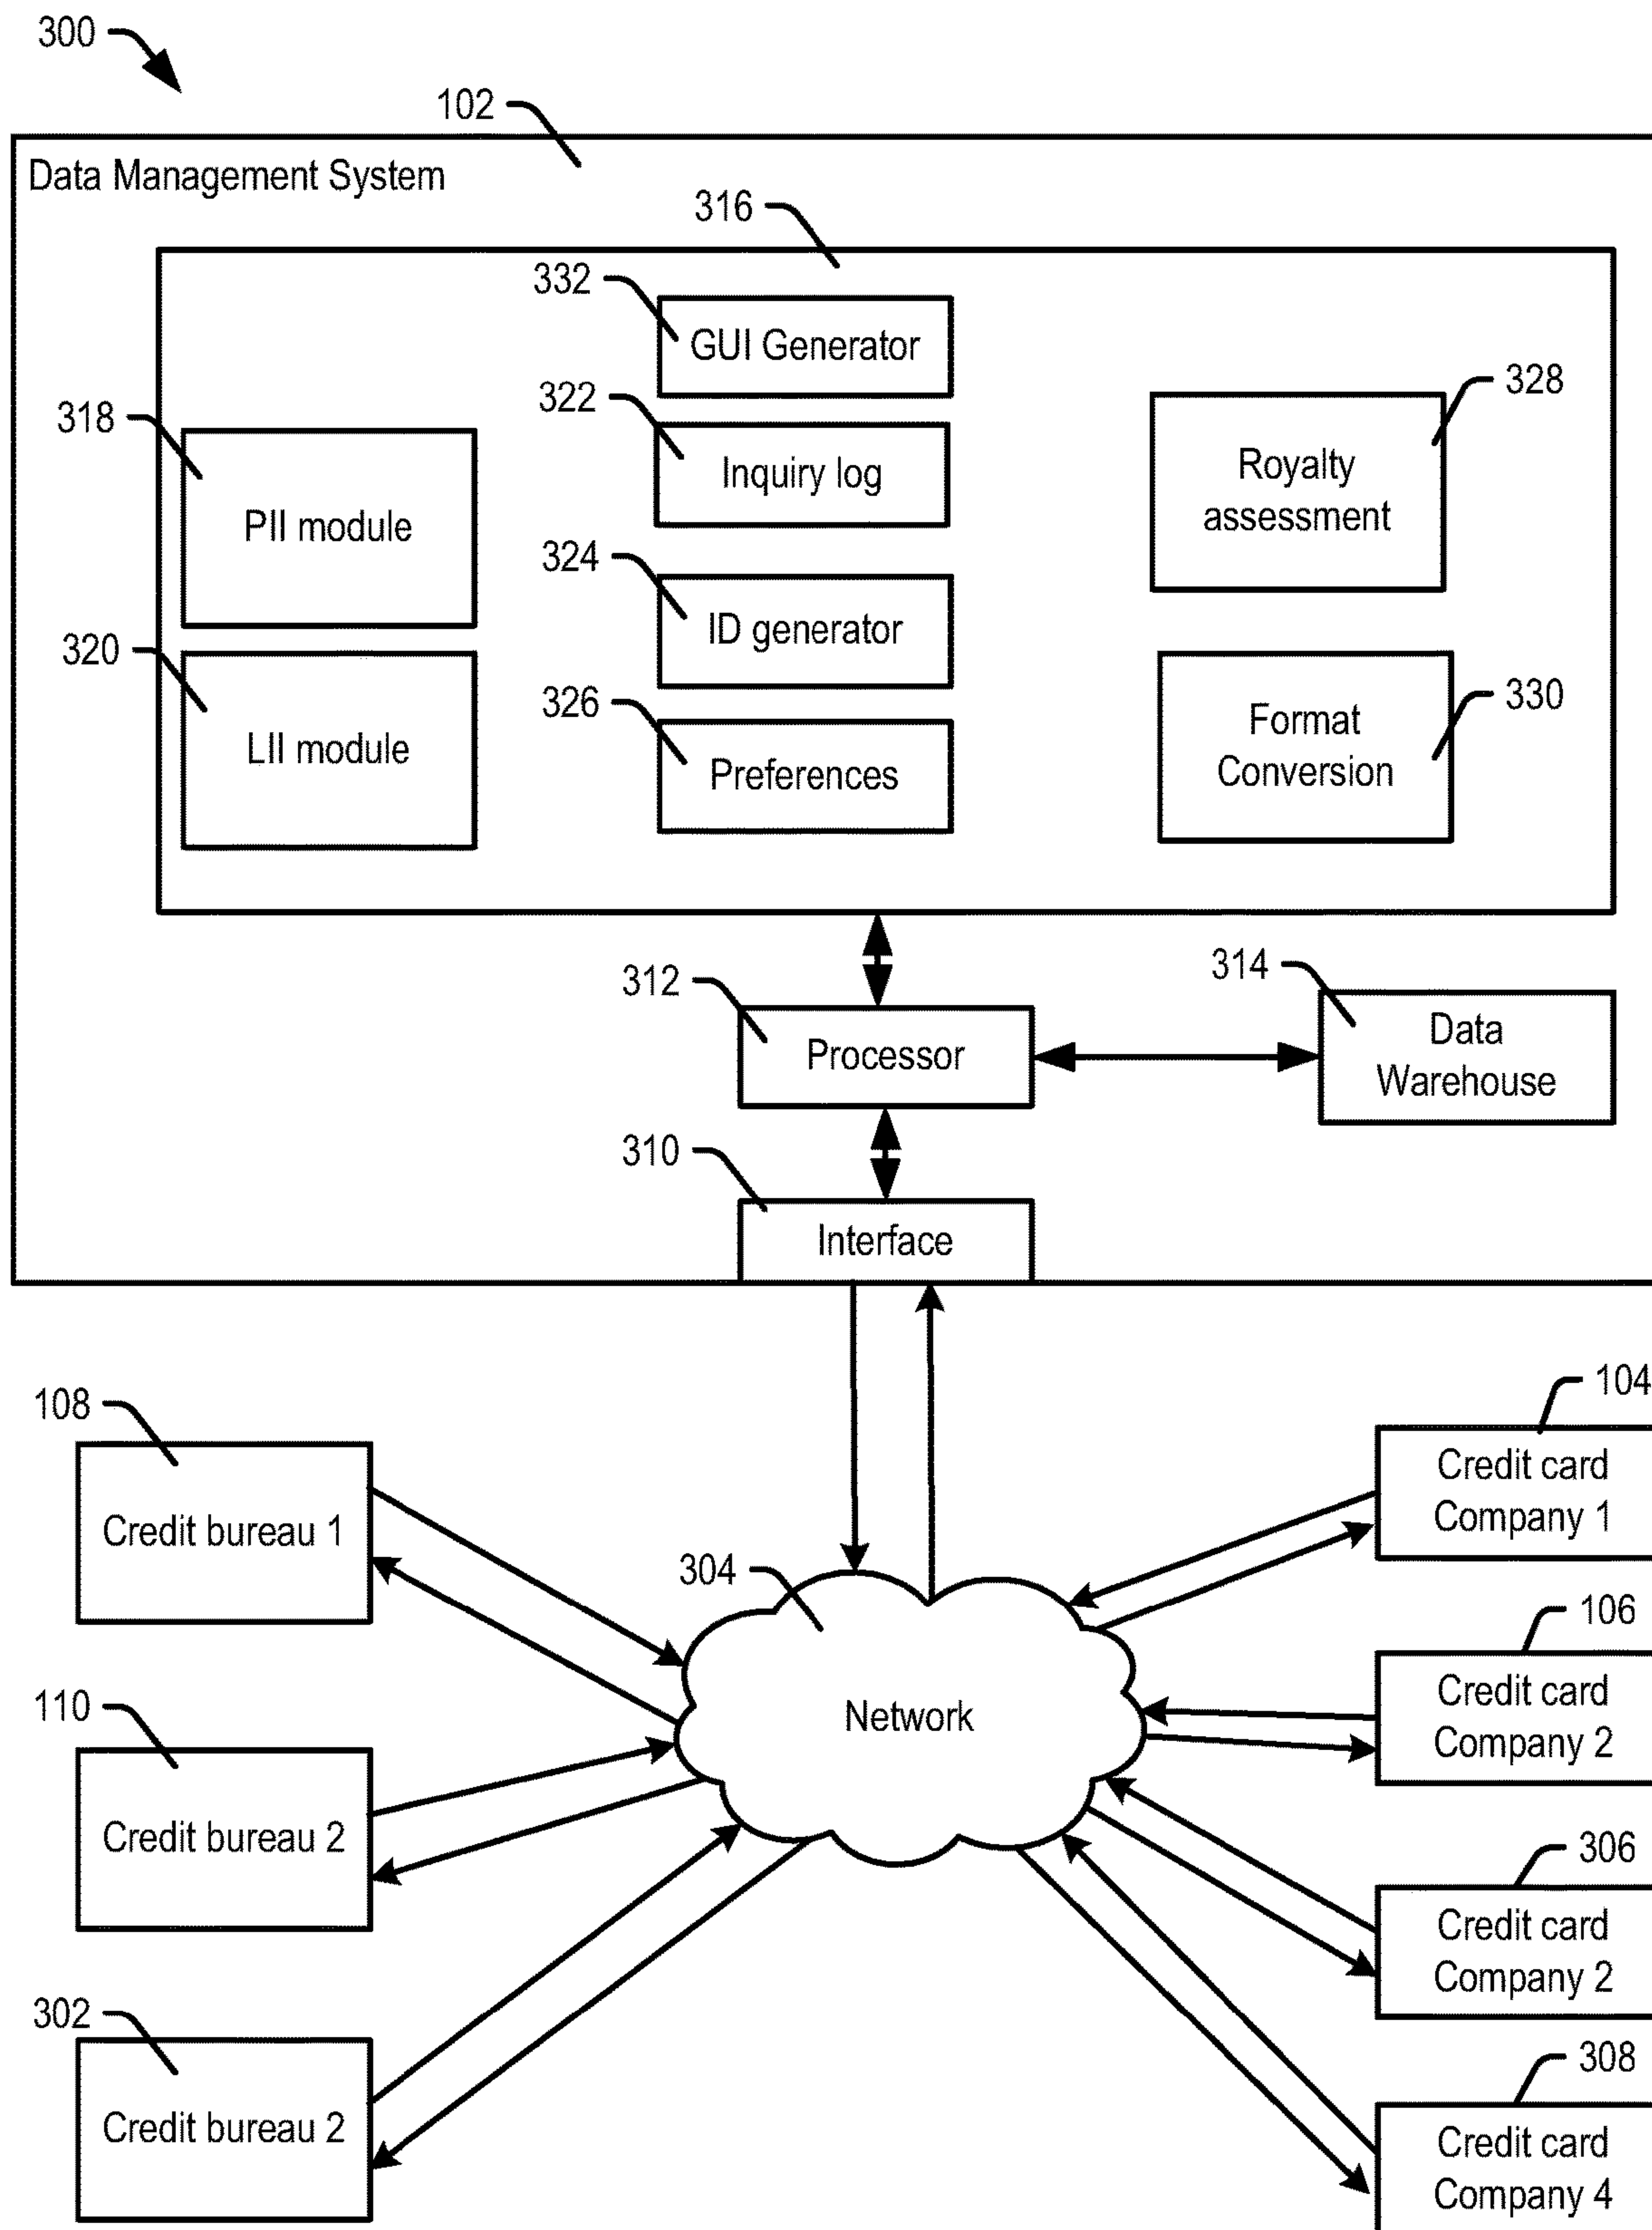 300
102
Data Management System
316
332
GUI Generator
322
Inquiry log
328
Royalty
assessment
318
PII module
324
ID generator
320
LII module
326
Preferences
330
Format
Conversion
312
Processor
314
Data
Warehouse
310
Interface
108
Credit bureau 1
104
Credit card
Company 1
304
Network
106
Credit card
Company 2
110
Credit bureau 2
306
Credit card
Company 2
302
Credit bureau 2
308
Credit card
Company 4